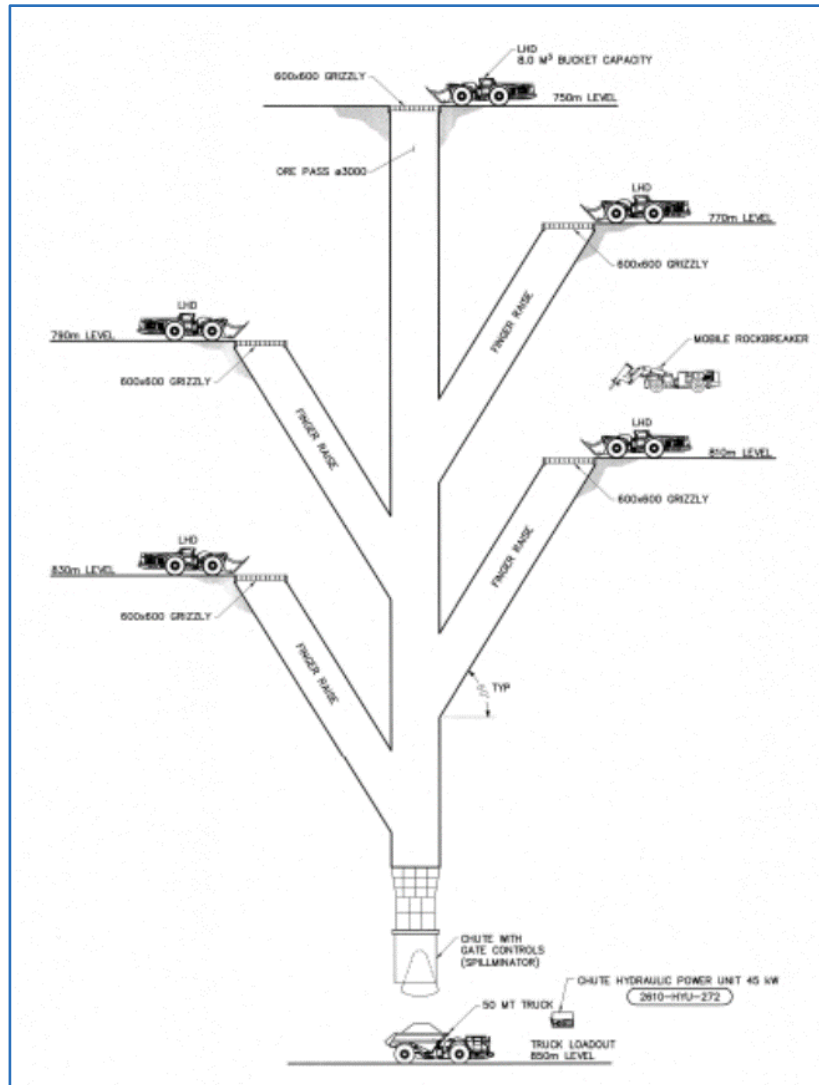 LHD
8.0 M³ BUCKET CAPACITY
600x600 GRIZZLY
750m LEVEL
ORE PASS ø3000
LHD
770m LEVEL
600x600 GRIZZLY
FINGER RAISE
LHD
790m LEVEL
600x600 GRIZZLY
MOBILE ROCKBREAKER
FINGER RAISE
LHD
810m LEVEL
600x600 GRIZZLY
FINGER RAISE
LHD
830m LEVEL
600x600 GRIZZLY
FINGER RAISE
60° TYP
CHUTE WITH
GATE CONTROLS
(SPILLMINATOR)
CHUTE HYDRAULIC POWER UNIT 45 kW
2610-HYU-272
50 MT TRUCK
TRUCK LOADOUT
850m LEVEL